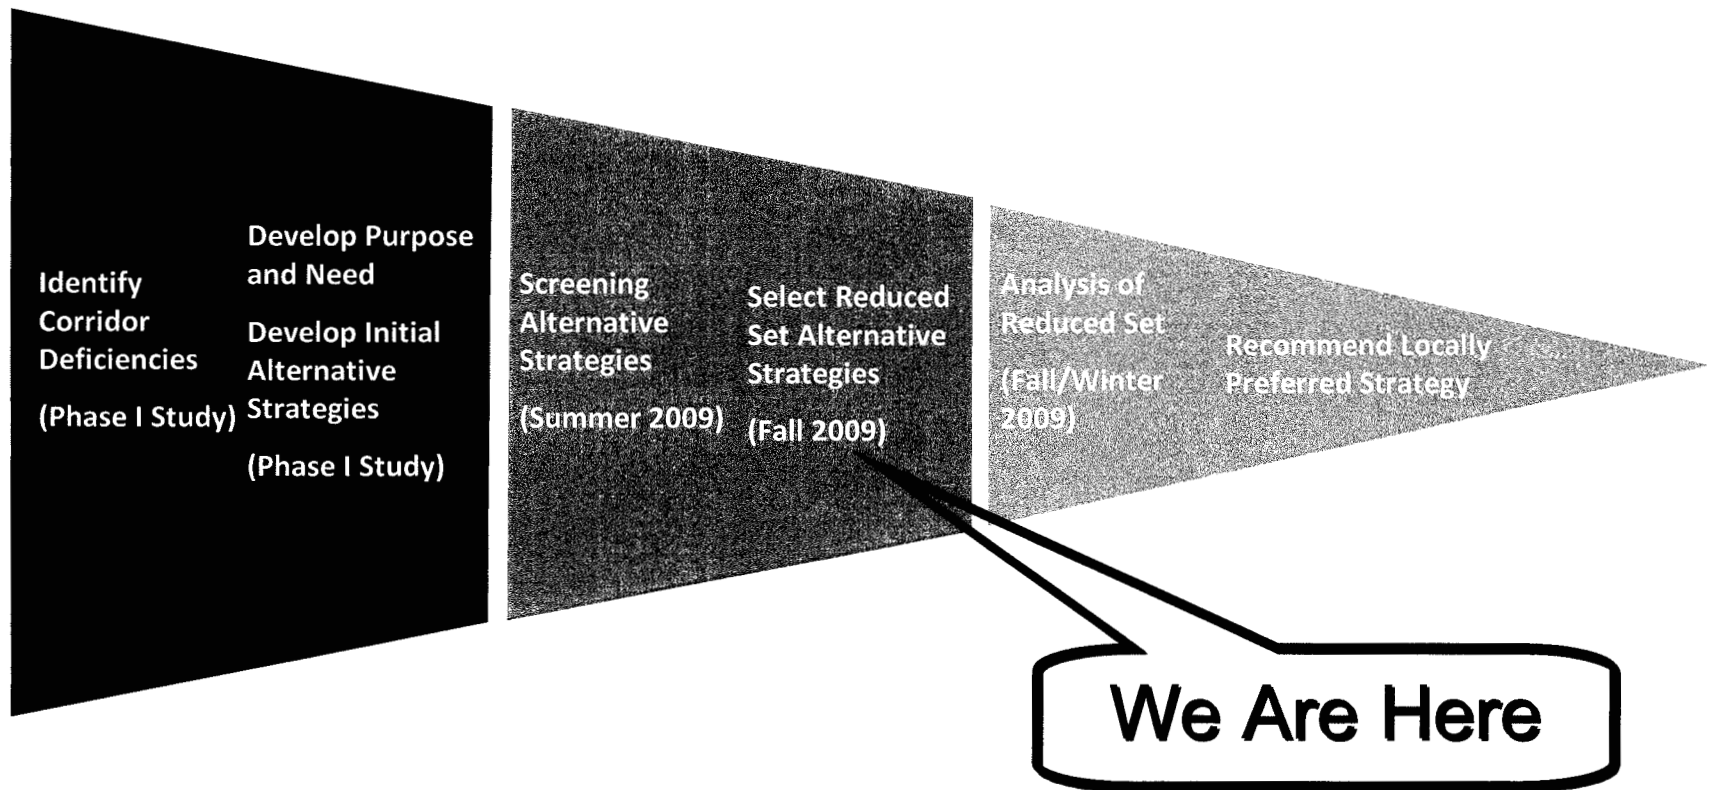 Identify
Corridor
Deficiencies
(Phase I Study)
Develop Purpose
and Need
Develop Initial
Alternative
Strategies
(Phase I Study)
Screening
Alternative
Strategies
(Summer 2009)
Select Reduced
Set Alternative
Strategies
(Fall 2009)
Analysis of
Reduced Set
(Fall/Winter
2009)
Recommend Locally
Preferred Strategy
We Are Here